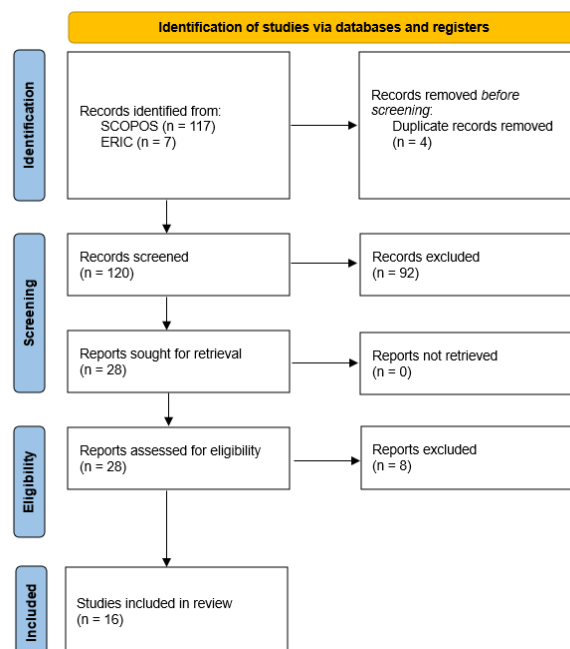 Identification of studies via databases and registers
Identification
Records identified from:
SCOPOS (n = 117)
ERIC (n = 7)
Records removed before
screening:
Duplicate records removed
(n = 4)
Screening
Records screened
(n = 120)
Records excluded
(n = 92)
Reports sought for retrieval
(n = 28)
Reports not retrieved
(n = 0)
Eligibility
Reports assessed for eligibility
(n = 28)
Reports excluded
(n = 8)
Included
Studies included in review
(n = 16)